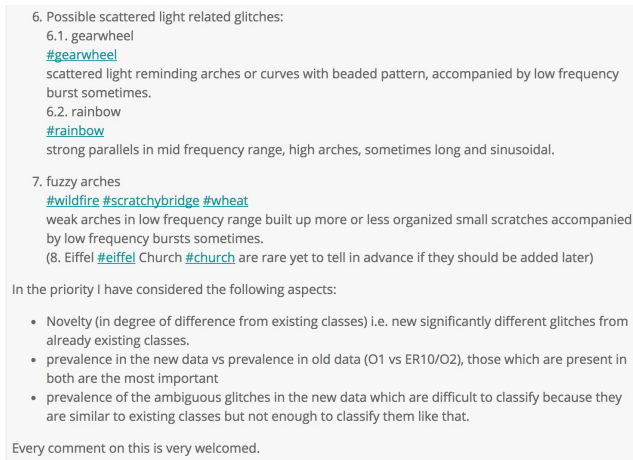 6. Possible scattered light related glitches:
6.1. gearwheel
#gearwheel
scattered light reminding arches or curves with beaded pattern, accompanied by low frequency
burst sometimes.
6.2. rainbow
#rainbow
strong parallels in mid frequency range, high arches, sometimes long and sinusoidal.
7. fuzzy arches
#wildfire #scratchybridge #wheat
weak arches in low frequency range built up more or less organized small scratches accompanied
by low frequency bursts sometimes.
(8. Eiffel #eiffel Church #church are rare yet to tell in advance if they should be added later)
In the priority I have considered the following aspects:
• Novelty (in degree of difference from existing classes) i.e. new significantly different glitches from
already existing classes.
• prevalence in the new data vs prevalence in old data (O1 vs ER10/O2), those which are present in
both are the most important
• prevalence of the ambiguous glitches in the new data which are difficult to classify because they
are similar to existing classes but not enough to classify them like that.
Every comment on this is very welcomed.